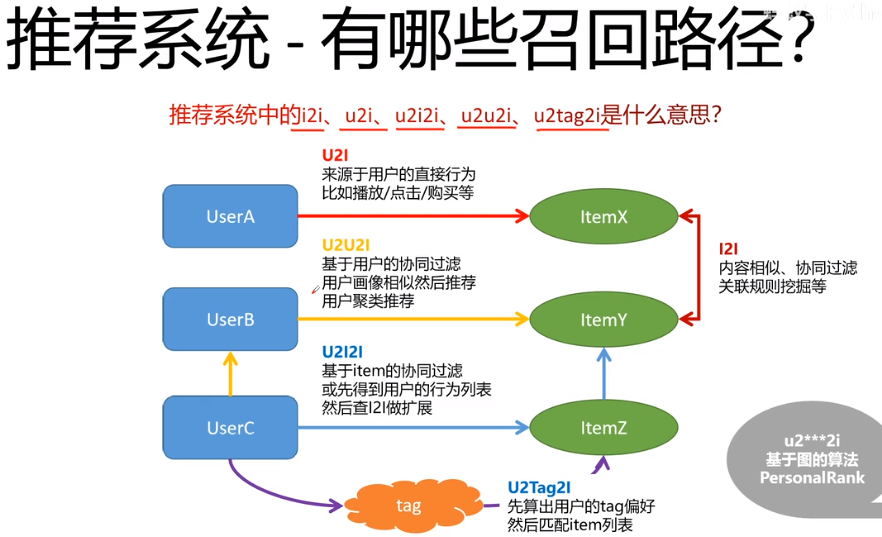 推荐系统 - 有哪些召回路径？
推荐系统中的i2i、u2i、u2i2i、u2u2i、u2tag2i是什么意思？
U2I
来源于用户的直接行为
比如播放/点击/购买等
UserA
ItemX
U2U2I
基于用户的协同过滤
用户画像相似然后推荐
用户聚类推荐
I2I
内容相似、协同过滤
关联规则挖掘等
UserB
ItemY
U2I2I
基于item的协同过滤
或先得到用户的行为列表
然后查I2I做扩展
UserC
ItemZ
u2***2i
基于图的算法
PersonalRank
tag
U2Tag2I
先算出用户的tag偏好
然后匹配item列表